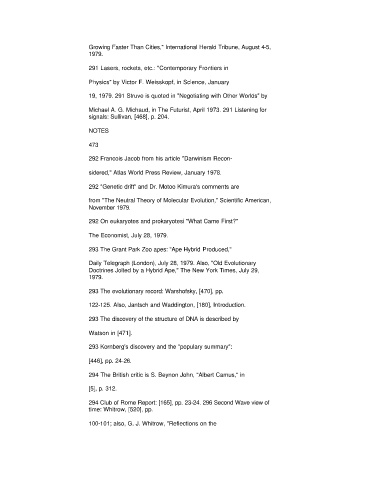 Growing Faster Than Cities," International Herald Tribune, August 4-5,
1979.
291 Lasers, rockets, etc.: "Contemporary Frontiers in
Physics" by Victor F. Weisskopf, in Science, January
19, 1979. 291 Struve is quoted in "Negotiating with Other Worlds" by
Michael A. G. Michaud, in The Futurist, April 1973. 291 Listening for
signals: Sullivan, [468], p. 204.
NOTES
473
292 Francois Jacob from his article "Darwinism Recon-
sidered," Atlas World Press Review, January 1978.
292 "Genetic drift" and Dr. Motoo Kimura's comments are
from "The Neutral Theory of Molecular Evolution," Scientific American,
November 1979.
292 On eukaryotes and prokaryotes: "What Came First?"
The Economist, July 28, 1979.
293 The Grant Park Zoo apes: "Ape Hybrid Produced,"
Daily Telegraph (London), July 28, 1979. Also, "Old Evolutionary
Doctrines Jolted by a Hybrid Ape," The New York Times, July 29,
1979.
293 The evolutionary record: Warshofsky, [470], pp.
122-125. Also, Jantsch and Waddington, [180], Introduction.
293 The discovery of the structure of DNA is described by
Watson in [471].
293 Kornberg's discovery and the "populary summary":
[446], pp. 24-26.
294 The British critic is S. Beynon John, "Albert Camus," in
[5], p. 312.
294 Club of Rome Report: [165], pp. 23-24. 296 Second Wave view of
time: Whitrow, [520], pp.
100-101; also, G. J. Whitrow, "Reflections on the